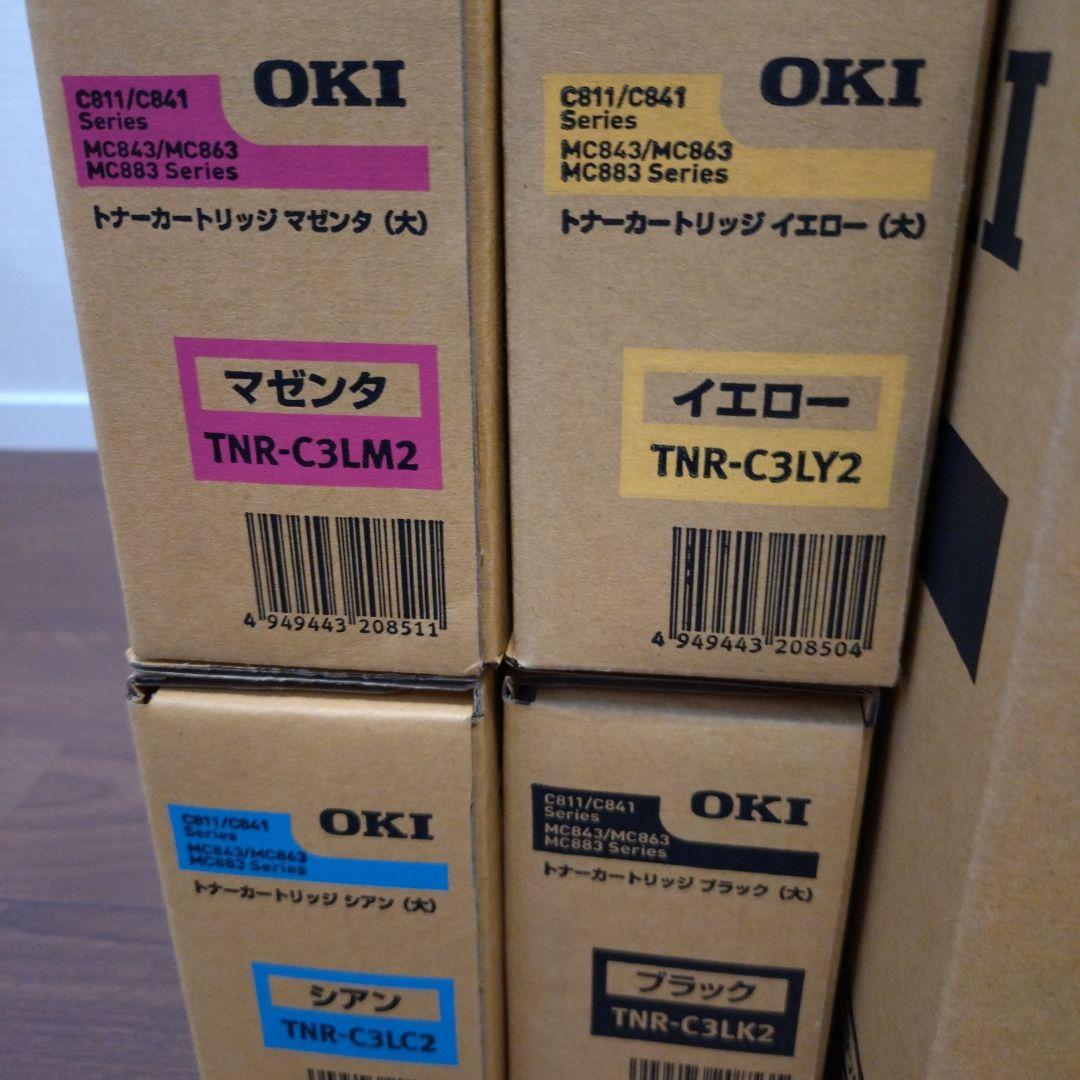 OKI
C811/C841
Series
MC843/MC863
MC883 Series
トナーカートリッジ マゼンタ（大）
マゼンタ
TNR-C3LM2
4 949443 208511
OKI
C811/C841
Series
MC843/MC863
MC883 Series
トナーカートリッジ イエロー（大）
イエロー
TNR-C3LY2
4 949443 208504
OKI
C811/C841
Series
MC843/MC863
MC883 Series
トナーカートリッジ シアン（大）
シアン
TNR-C3LC2
OKI
C811/C841
Series
MC843/MC863
MC883 Series
トナーカートリッジ ブラック（大）
ブラック
TNR-C3LK2
I